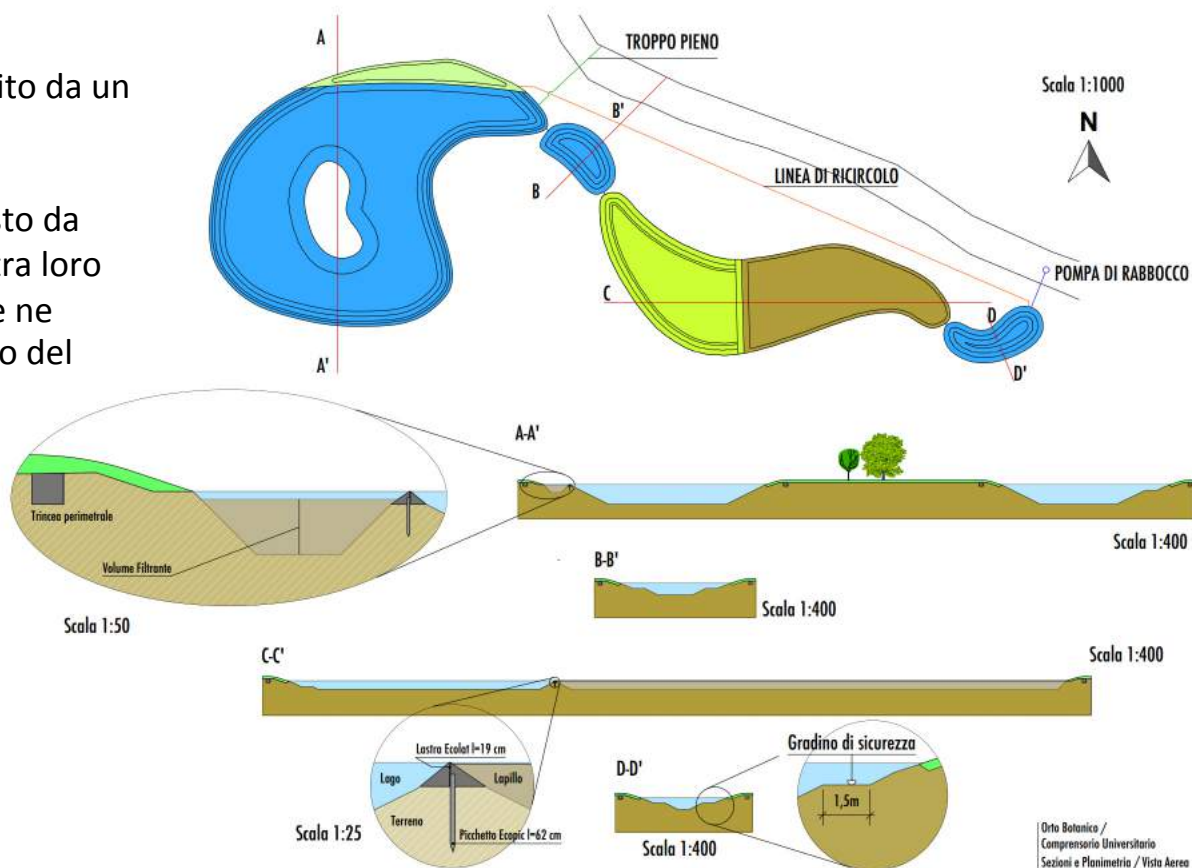 ito da un
to da
tra loro
e ne
o del
A
TROPPO PIENO
Scala 1:1000
N
B'
B
LINEA DI RICIRCOLO
POMPA DI RABBOCCO
C
D
D'
A'
A-A'
Trincea perimetrale
Volume Filtrante
Scala 1:50
Scala 1:400
B-B'
Scala 1:400
C-C'
Scala 1:400
Lastra Ecolat l=19 cm
Lago
Lapillo
Terreno
Picchetto Ecopic l=62 cm
Scala 1:25
D-D'
Scala 1:400
Gradino di sicurezza
1,5m
Orto Botanico /
Comprensorio Universitario
Sezioni e Planimetria / Vista Aerea